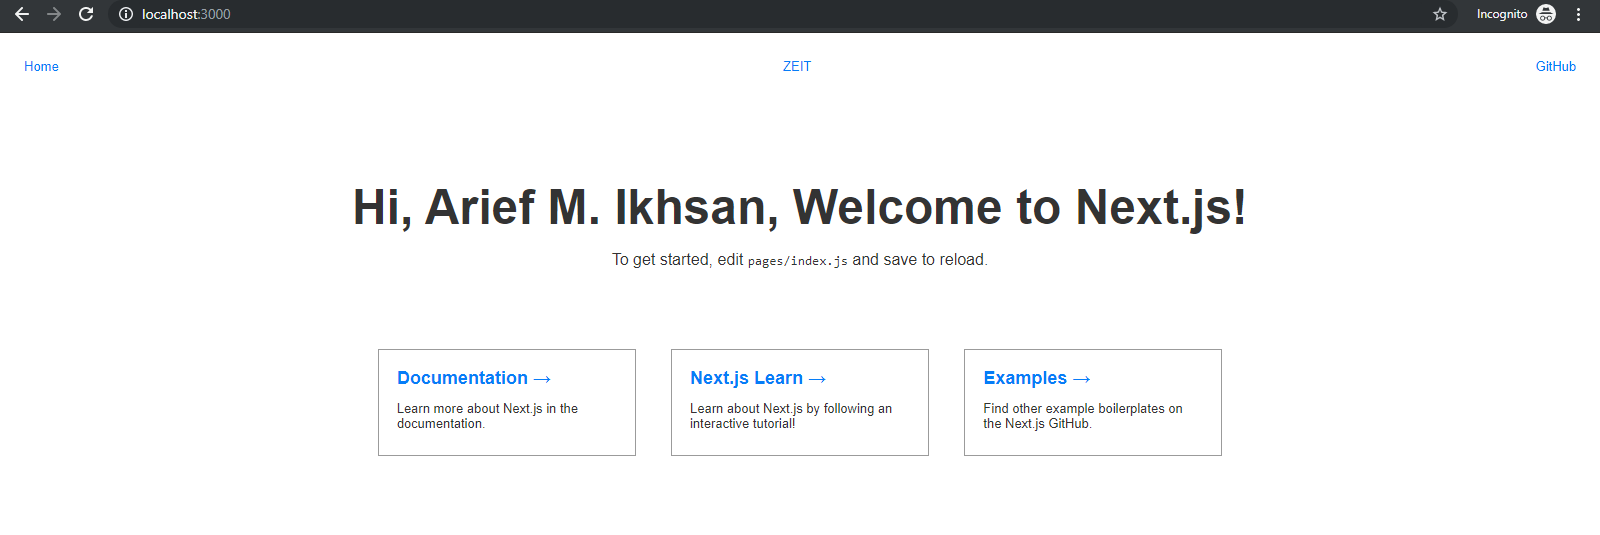 localhost:3000
Incognito
Home
ZEIT
GitHub
Hi, Arief M. Ikhsan, Welcome to Next.js!
To get started, edit pages/index.js and save to reload.
Documentation →
Learn more about Next.js in the
documentation.
Next.js Learn →
Learn about Next.js by following an
interactive tutorial!
Examples →
Find other example boilerplates on
the Next.js GitHub.